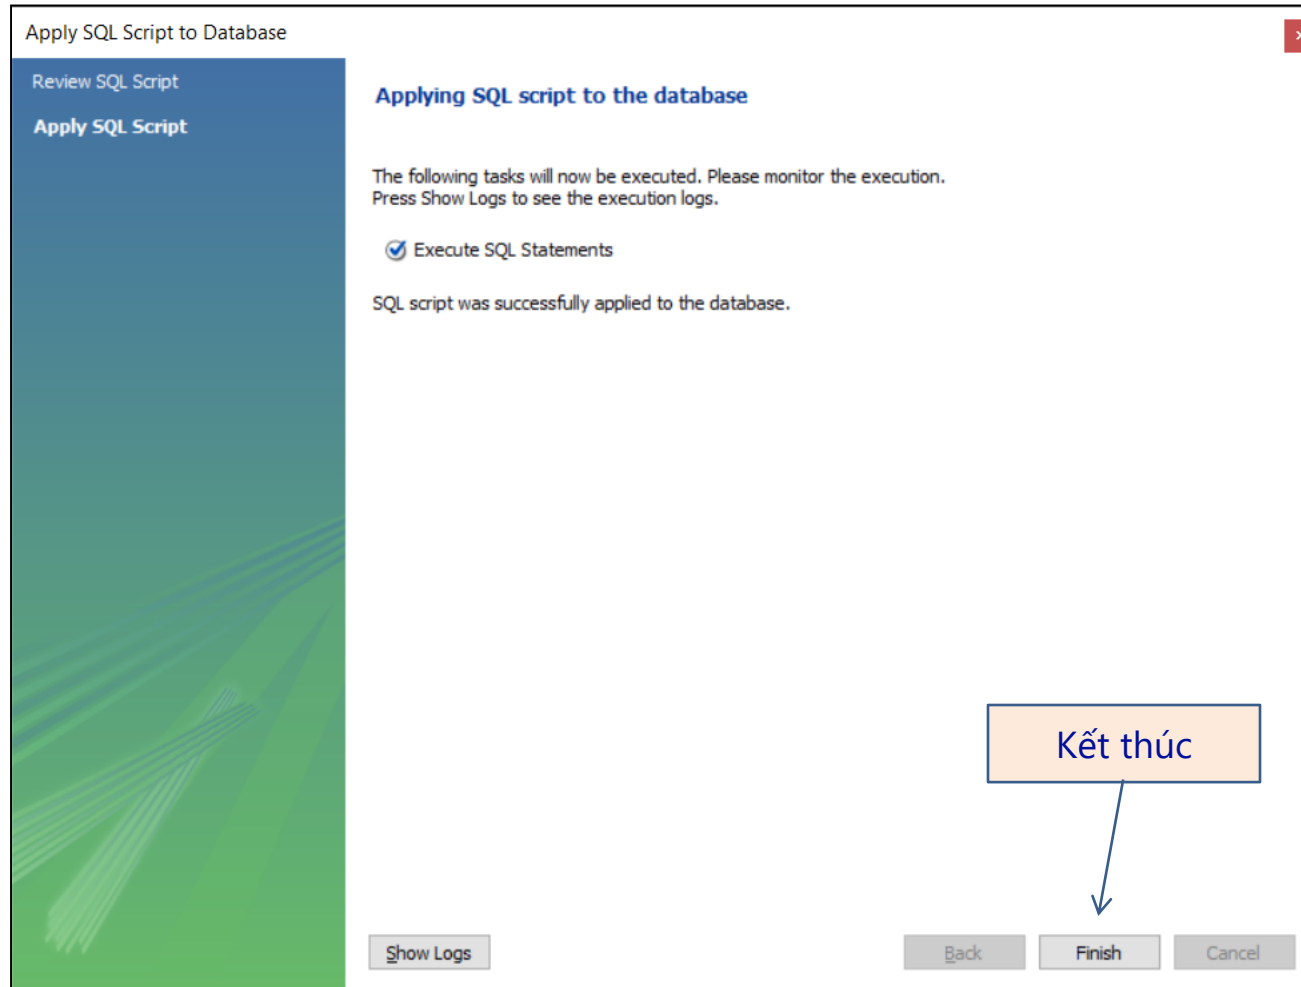 Apply SQL Script to Database
Review SQL Script
Apply SQL Script
Applying SQL script to the database
The following tasks will now be executed. Please monitor the execution.
Press Show Logs to see the execution logs.
Execute SQL Statements
SQL script was successfully applied to the database.
Kết thúc
Show Logs
Back
Finish
Cancel